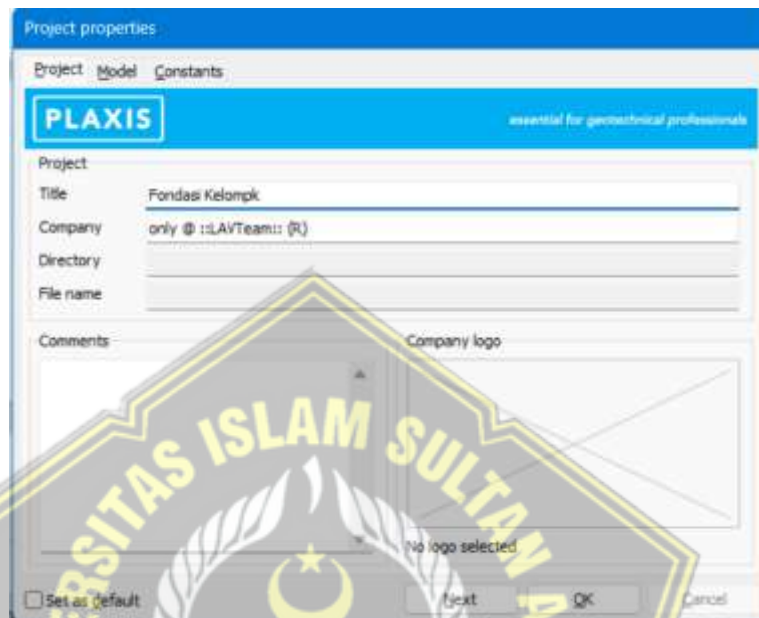 Project properties
Project Model Constants
PLAXIS
essential for geotechnical professionals
Project
Title Fondasi Kelompk
Company only @ ::LAVTeam:: (R)
Directory
File name
Comments
Company logo
ISLAM SULTAN
No logo selected
Set as default
Next OK Cancel